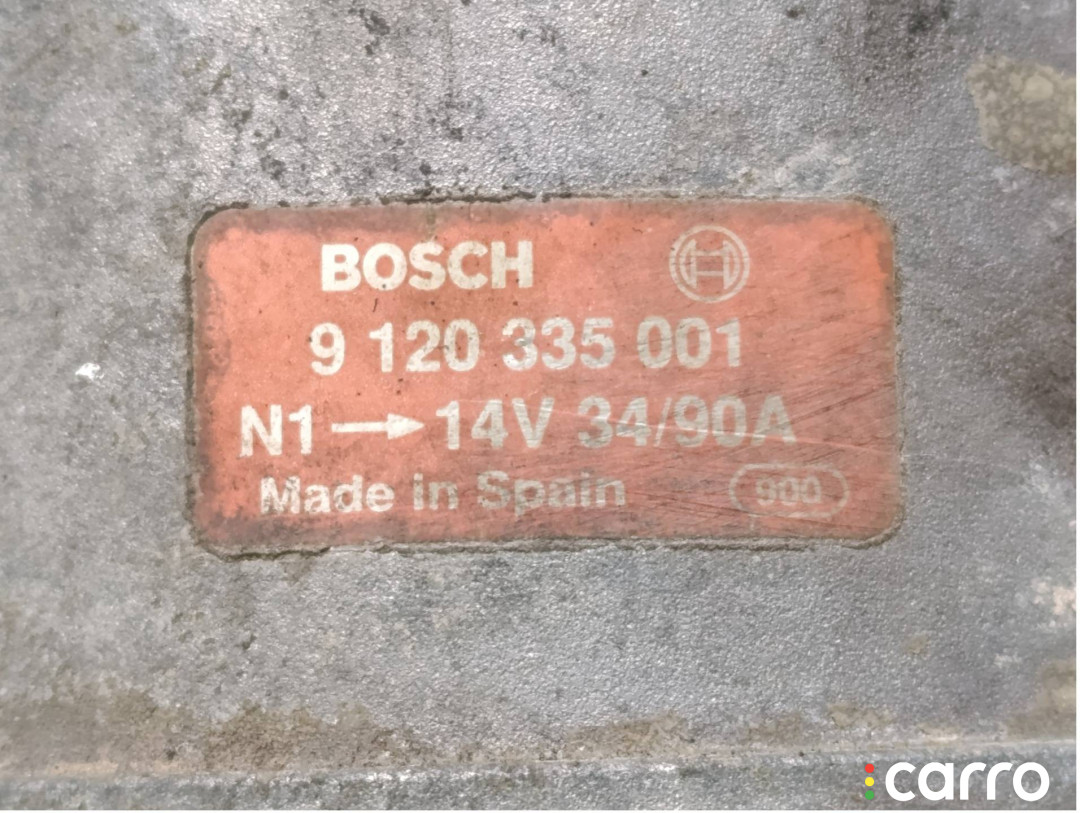 BOSCH
9 120 335 001
N1 → 14V 34/90A
Made in Spain 900
carro